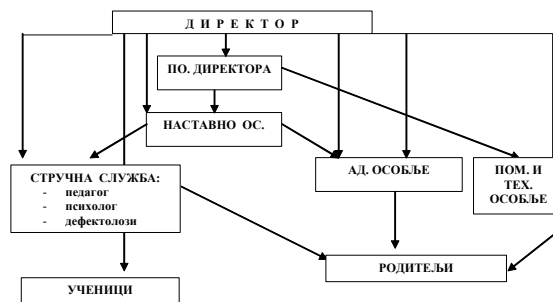 Д И Р Е К Т О Р
ПО. ДИРЕКТОРА
НАСТАВНО ОС.
СТРУЧНА СЛУЖБА:
- педагог
- психолог
- дефектолози
АД. ОСОБЉЕ
ПОМ. И
ТЕХ.
ОСОБЉЕ
РОДИТЕЉИ
УЧЕНИЦИ